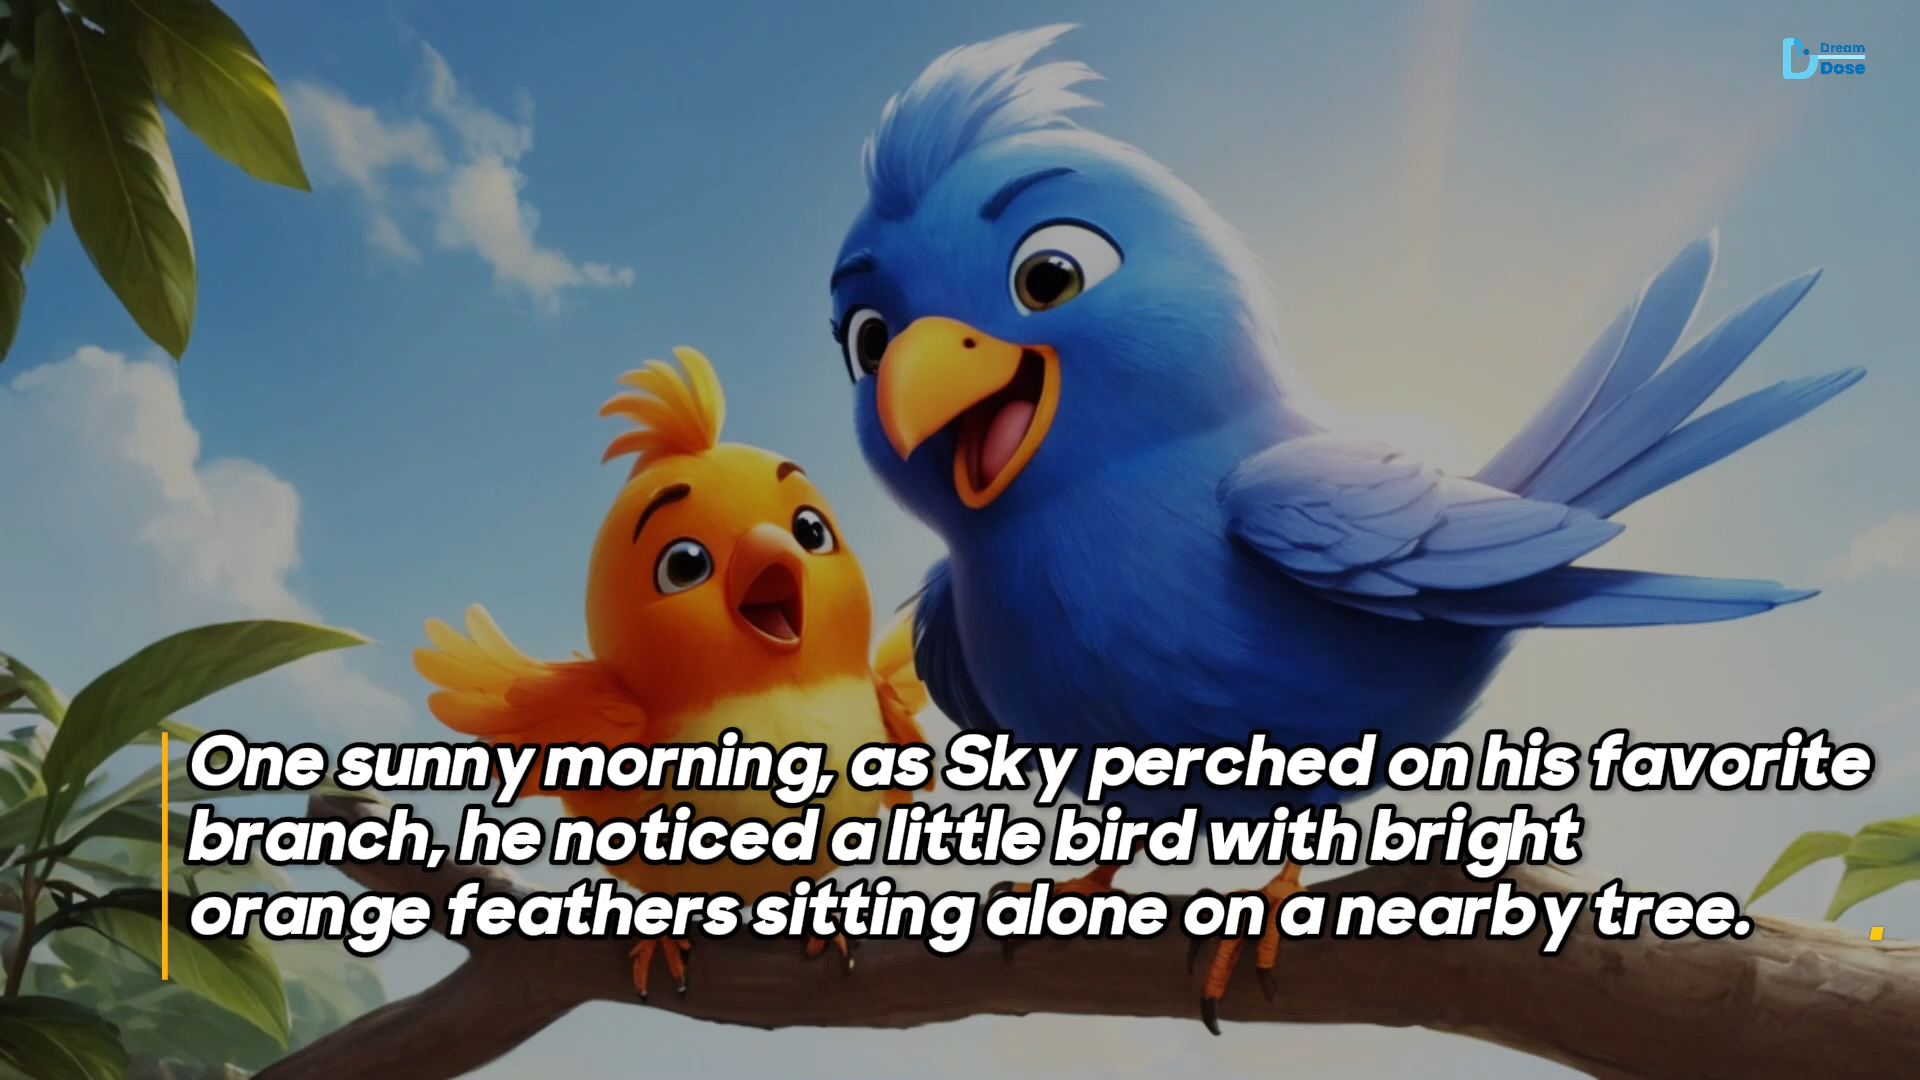 Dream
Dose
One sunny morning, as Sky perched on his favorite
branch, he noticed a little bird with bright
orange feathers sitting alone on a nearby tree.